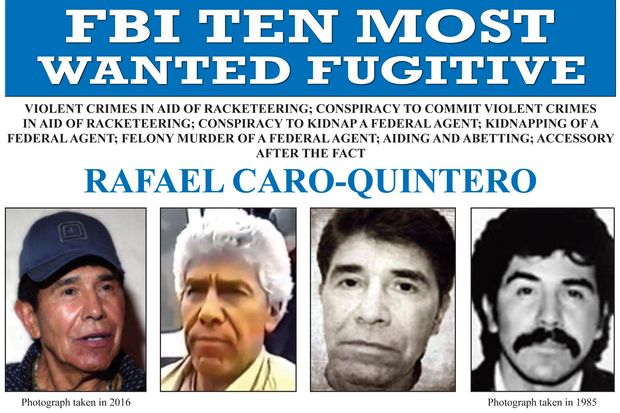 FBI TEN MOST
WANTED FUGITIVE
VIOLENT CRIMES IN AID OF RACKETEERING; CONSPIRACY TO COMMIT VIOLENT CRIMES
IN AID OF RACKETEERING; CONSPIRACY TO KIDNAP A FEDERAL AGENT; KIDNAPPING OF A
FEDERAL AGENT; FELONY MURDER OF A FEDERAL AGENT; AIDING AND ABETTING; ACCESSORY
AFTER THE FACT
RAFAEL CARO-QUINTERO
Photograph taken in 2016
Photograph taken in 1985